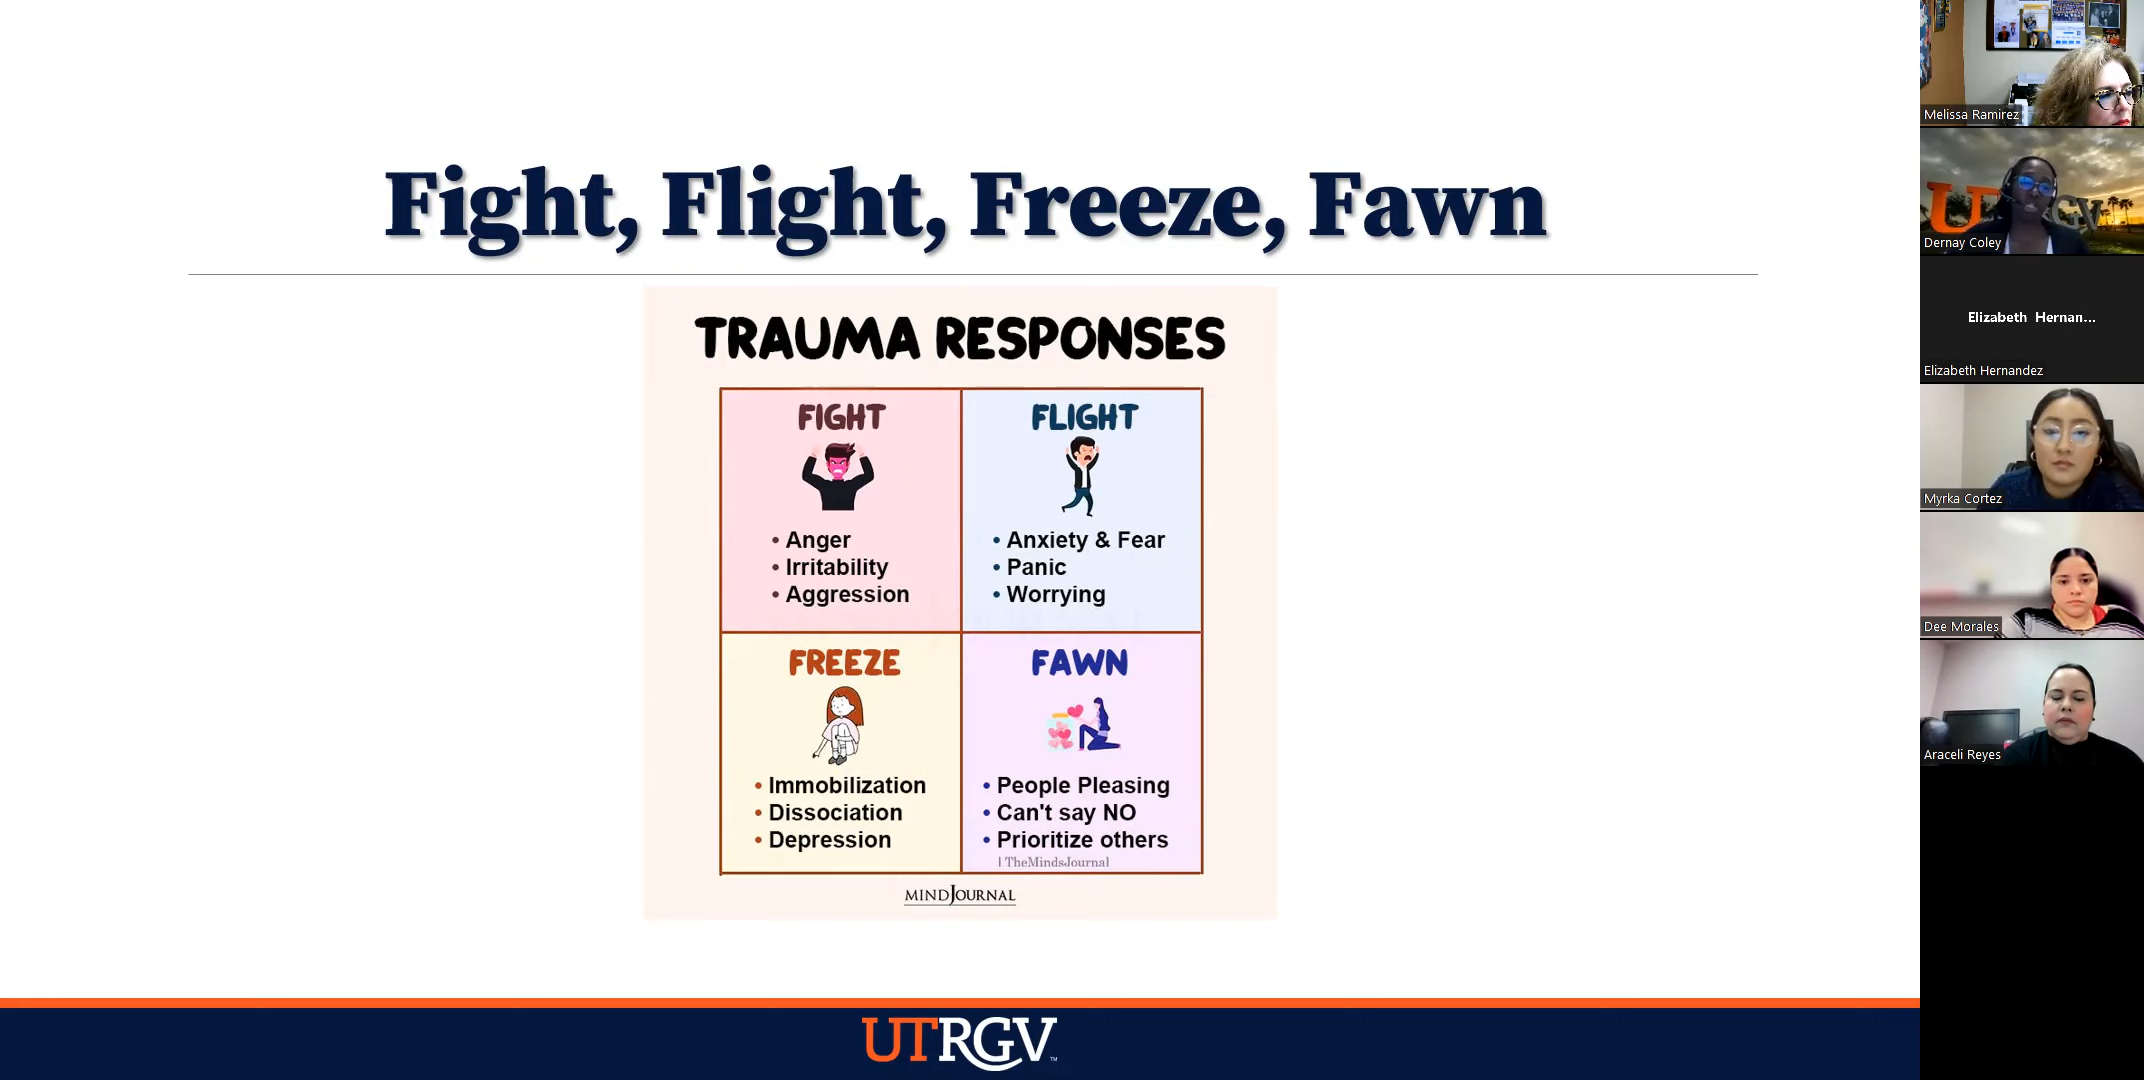 Fight, Flight, Freeze, Fawn
TRAUMA RESPONSES
FIGHT
• Anger
• Irritability
• Aggression
FLIGHT
• Anxiety & Fear
• Panic
• Worrying
FREEZE
• Immobilization
• Dissociation
• Depression
FAWN
• People Pleasing
• Can't say NO
• Prioritize others
| TheMindsJournal
MINDJOURNAL
UTRGV™
Melissa Ramirez
UTRGV
Dernay Coley
Elizabeth Hernan...
Elizabeth Hernandez
Myrka Cortez
Dee Morales
Araceli Reyes